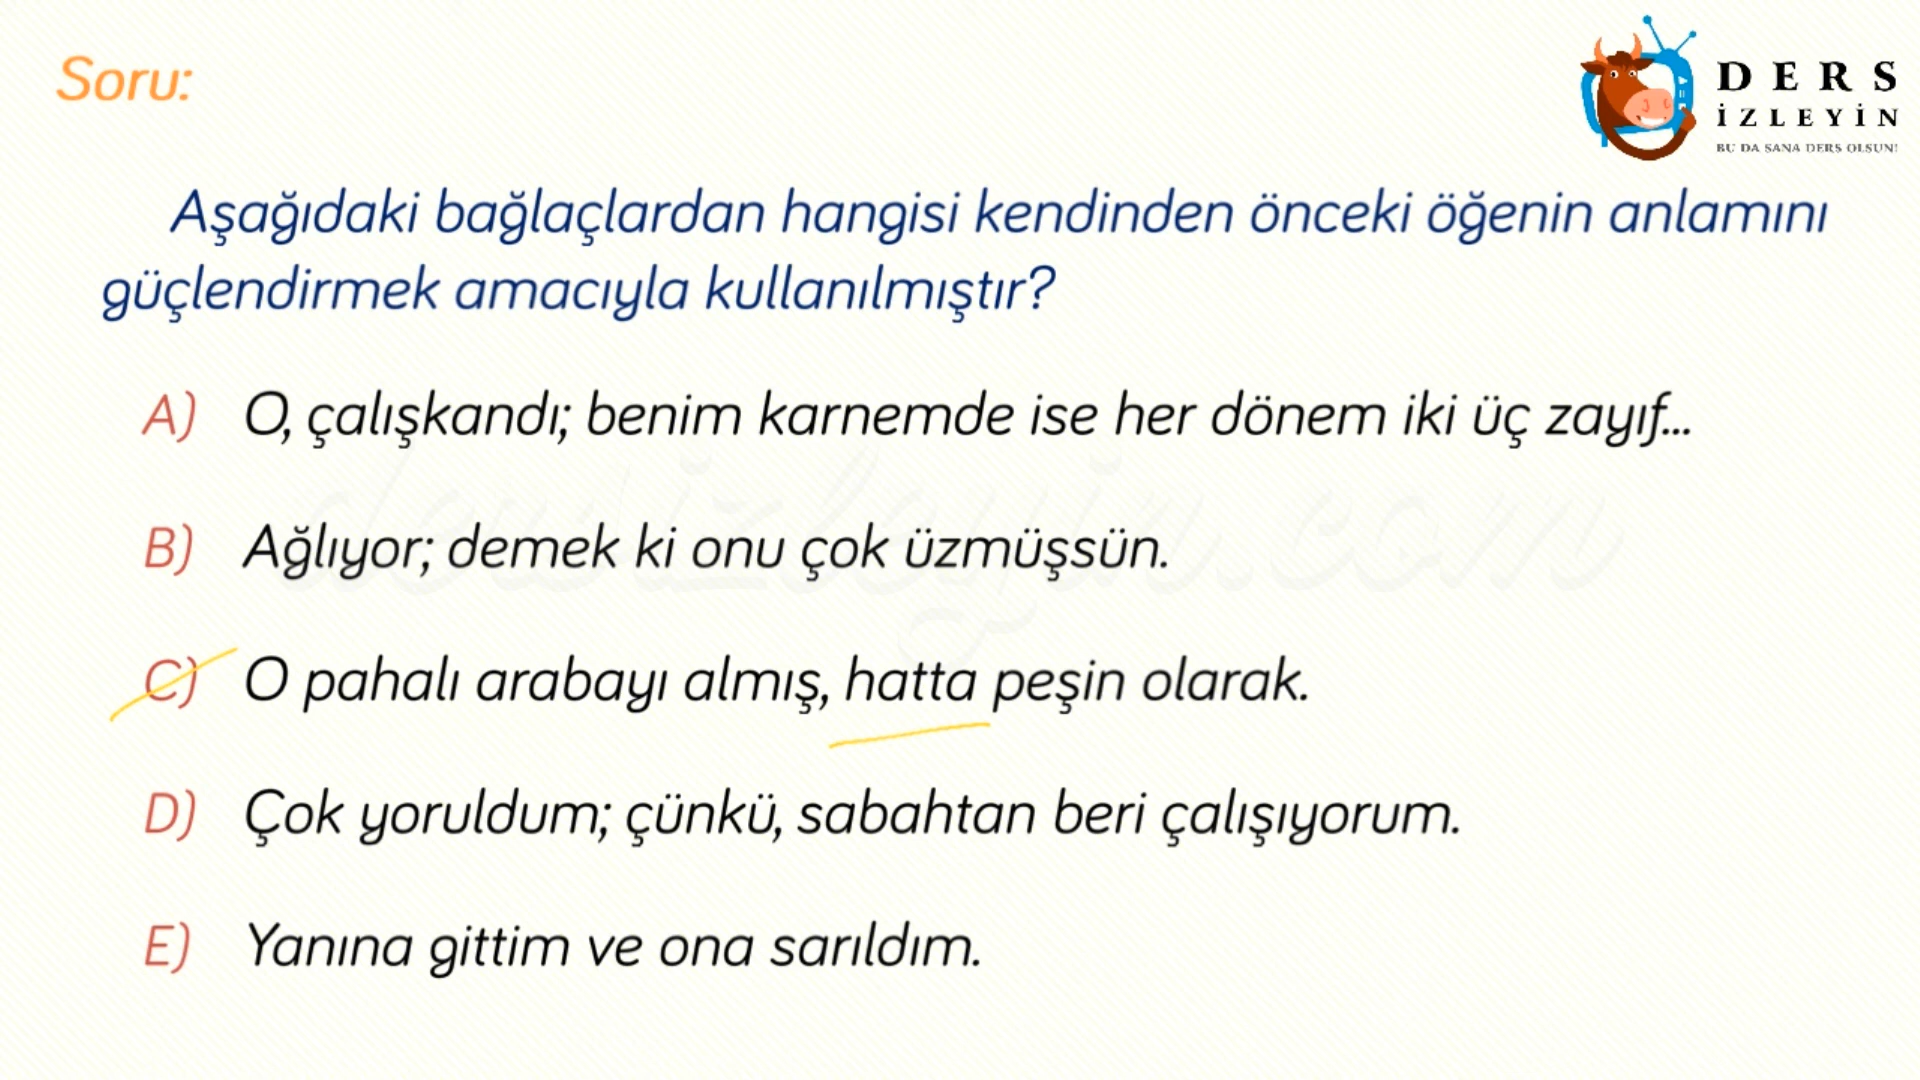 Soru:
DERS
İZLEYİN
BU DA SANA DERS OLSUN!
Aşağıdaki bağlaçlardan hangisi kendinden önceki öğenin anlamını
güçlendirmek amacıyla kullanılmıştır?
A) O, çalışkandı; benim karnemde ise her dönem iki üç zayıf...
dersizleyin.com
B) Ağlıyor; demek ki onu çok üzmüşsün.
C) O pahalı arabayı almış, hatta peşin olarak.
D) Çok yoruldum; çünkü, sabahtan beri çalışıyorum.
E) Yanına gittim ve ona sarıldım.